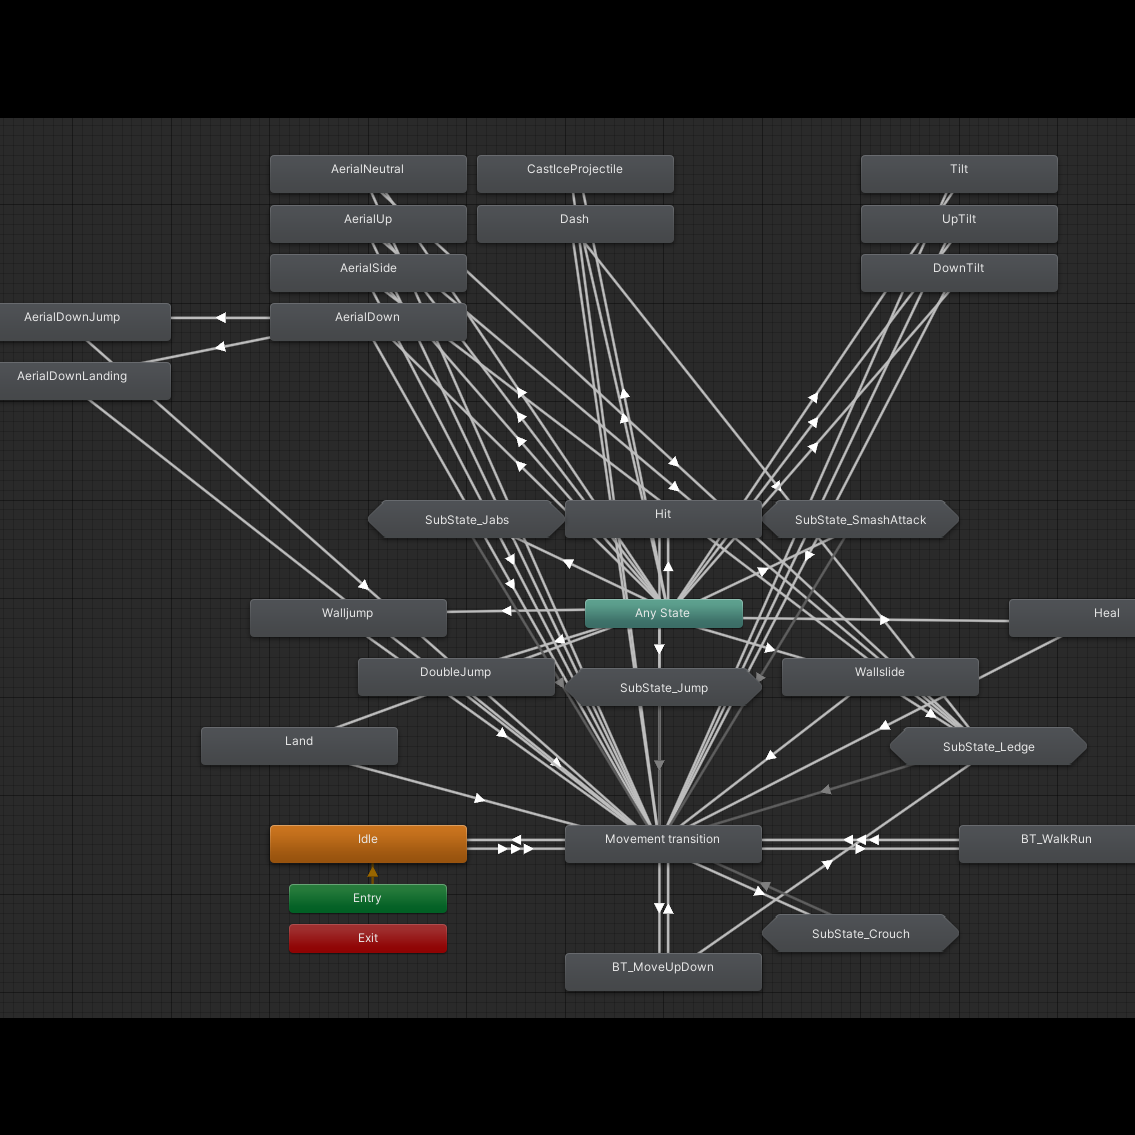 AerialNeutral
CastIceProjectile
Tilt
AerialUp
Dash
UpTilt
AerialSide
DownTilt
AerialDownJump
AerialDown
AerialDownLanding
SubState_Jabs
Hit
SubState_SmashAttack
Walljump
Any State
Heal
DoubleJump
SubState_Jump
Wallslide
Land
SubState_Ledge
Idle
Movement transition
BT_WalkRun
Entry
Exit
SubState_Crouch
BT_MoveUpDown